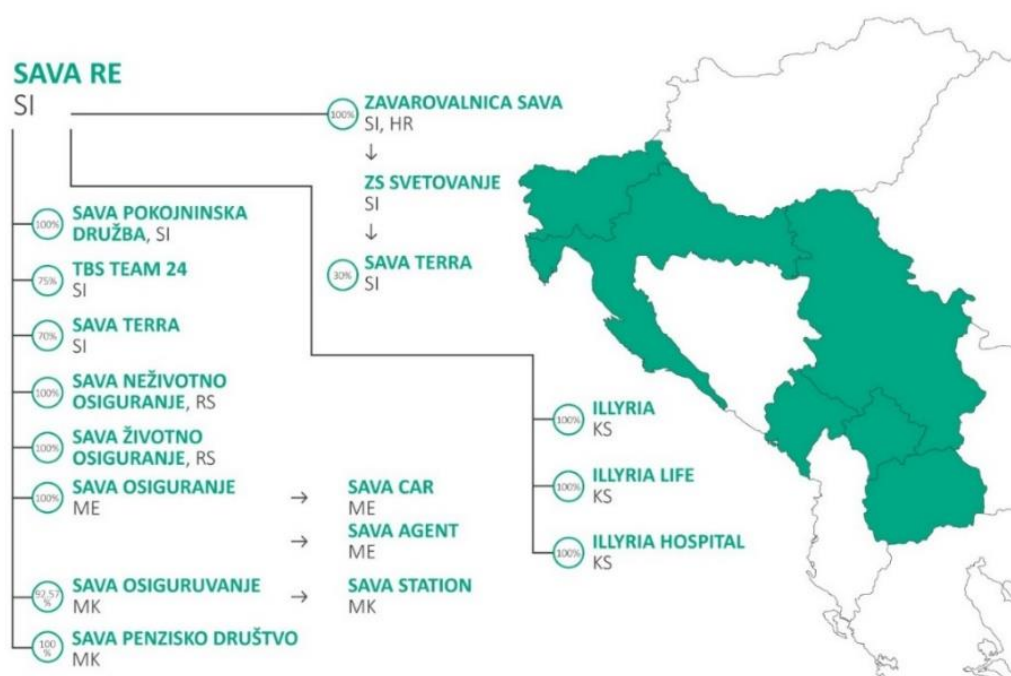 SAVA RE
SI
100%
ZAVAROVALNICA SAVA
SI, HR
↓
ZS SVETOVANJE
SI
↓
30%
SAVA TERRA
SI
100%
SAVA POKOJNINSKA
DRUŽBA, SI
75%
TBS TEAM 24
SI
70%
SAVA TERRA
SI
100%
SAVA NEŽIVOTNO
OSIGURANJE, RS
100%
SAVA ŽIVOTNO
OSIGURANJE, RS
100%
SAVA OSIGURANJE
ME
→
SAVA CAR
ME
→
SAVA AGENT
ME
92,57
%
SAVA OSIGURUVANJE
MK
→
SAVA STATION
MK
100
%
SAVA PENZISKO DRUŠTVO
MK
100%
ILLYRIA
KS
100%
ILLYRIA LIFE
KS
100%
ILLYRIA HOSPITAL
KS